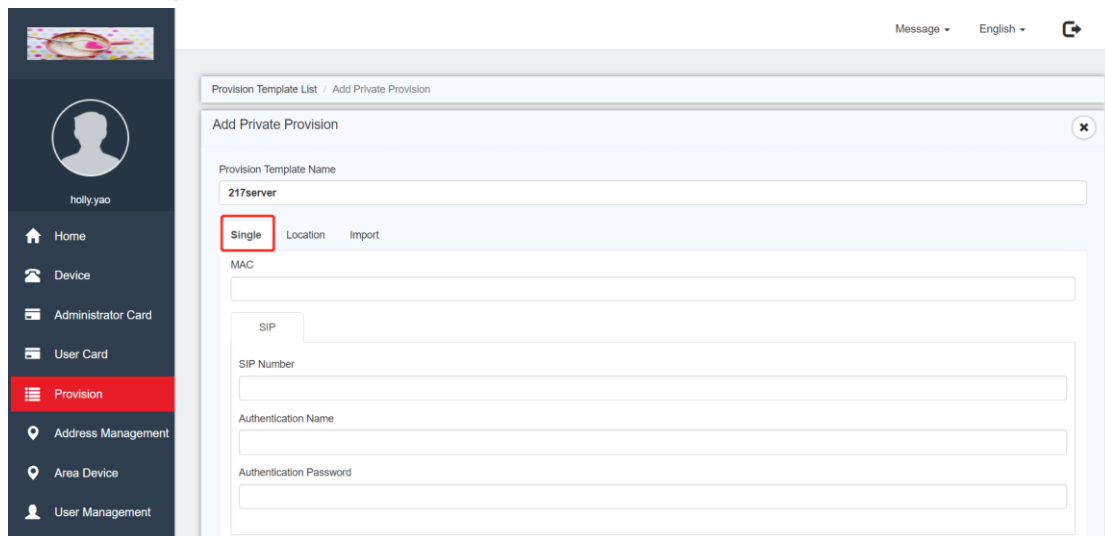 Message English
Provision Template List / Add Private Provision
Add Private Provision
Provision Template Name
217server
holly.yao
Home
Device
Administrator Card
User Card
Provision
Address Management
Area Device
User Management
Single Location Import
MAC
SIP
SIP Number
Authentication Name
Authentication Password